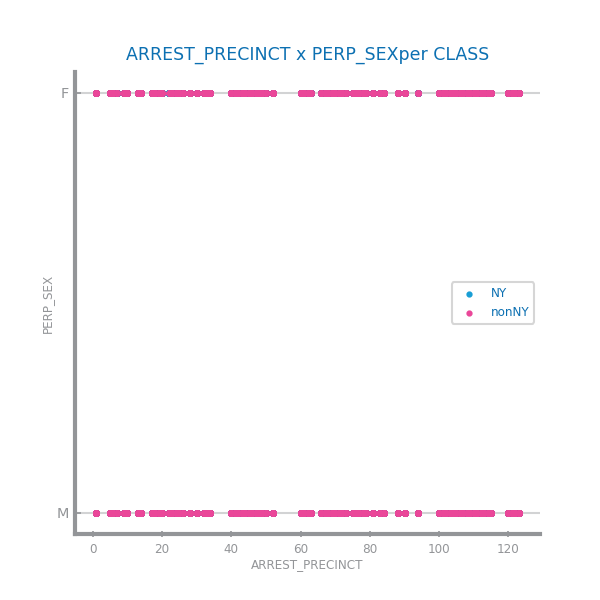 ARREST_PRECINCT x PERP_SEXper CLASS
F
PERP_SEX
NY
nonNY
M
0 20 40 60 80 100 120
ARREST_PRECINCT